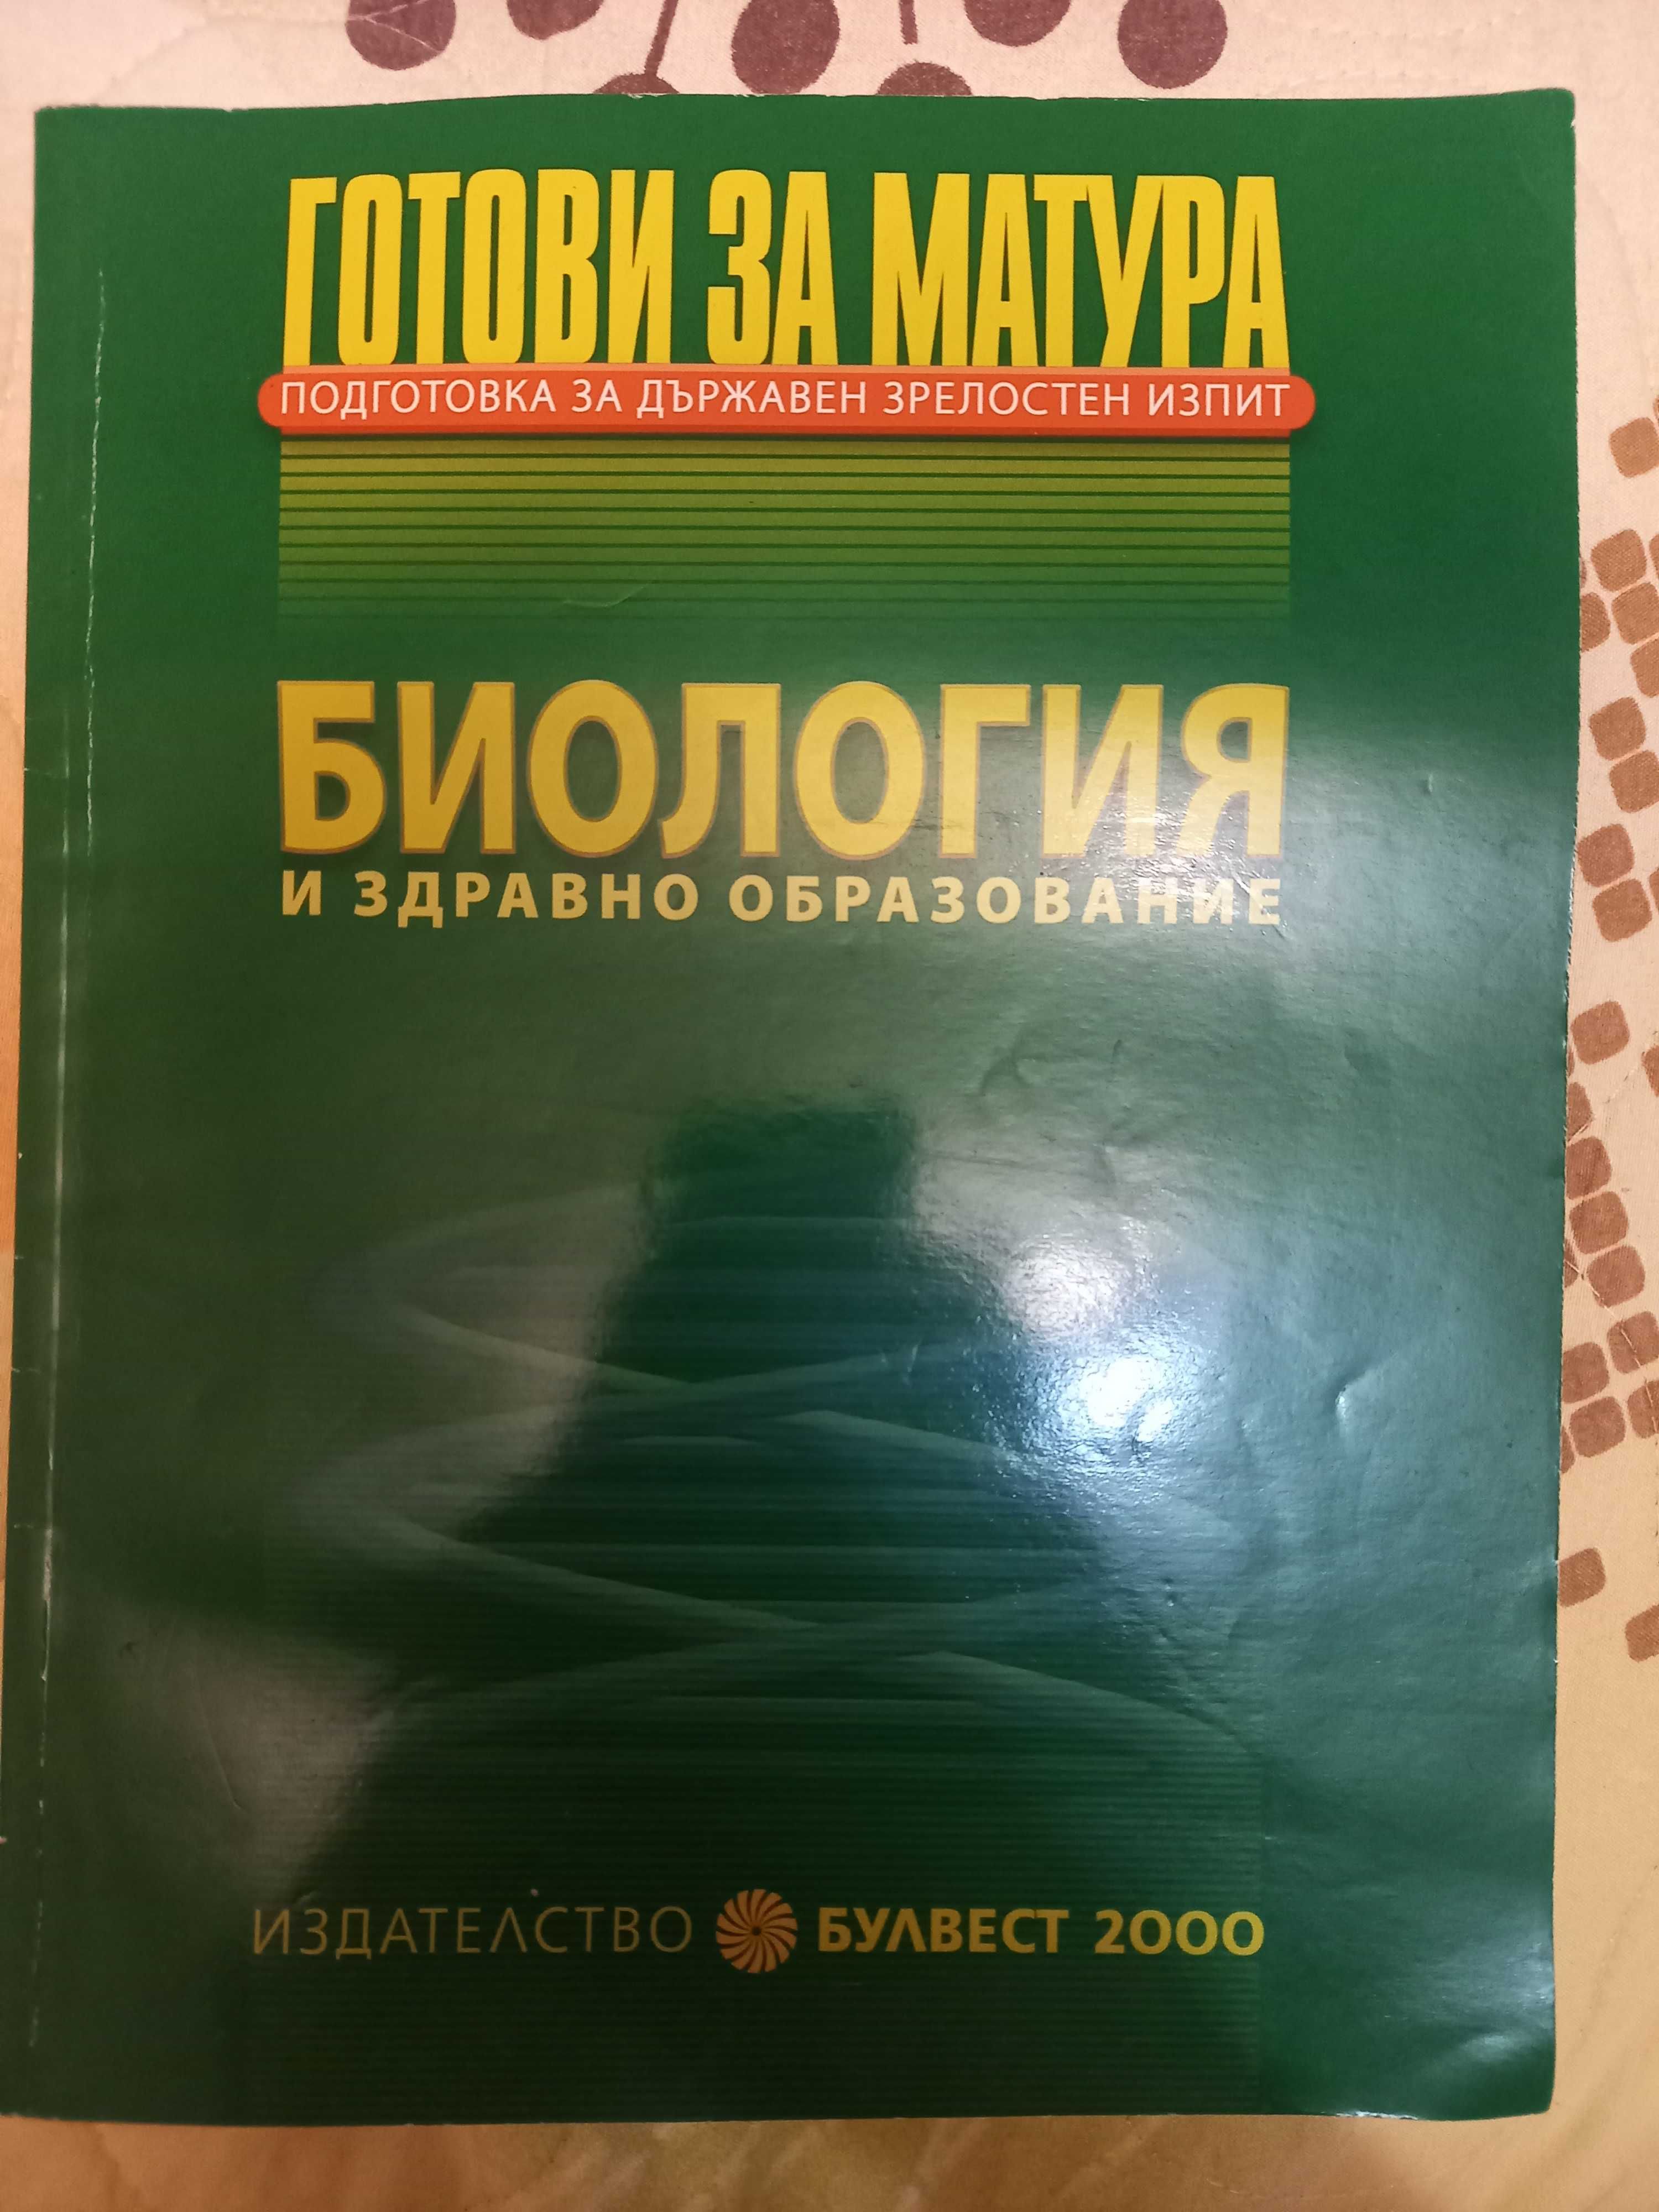 ГОТОВИ ЗА МАТУРА
ПОДГОТОВКА ЗА ДЪРЖАВЕН ЗРЕЛОСТЕН ИЗПИТ
БИОЛОГИЯ
И ЗДРАВНО ОБРАЗОВАНИЕ
ИЗДАТЕЛСТВО БУЛВЕСТ 2000